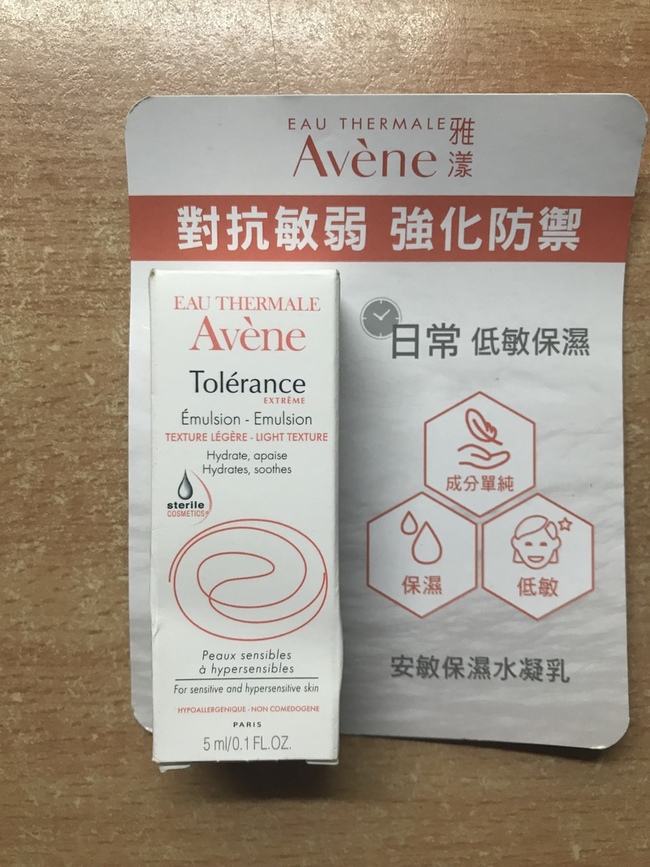 EAU THERMALE
Avène
雅漾
對抗敏弱 強化防禦
日常 低敏保濕
成分單純
保濕
低敏
安敏保濕水凝乳
EAU THERMALE
Avène
Tolérance
EXTRÊME
Émulsion - Emulsion
TEXTURE LÉGÈRE - LIGHT TEXTURE
Hydrate, apaise
Hydrates, soothes
sterile
COSMETICS
Peaux sensibles
à hypersensibles
For sensitive and hypersensitive skin
HYPOALLERGENIQUE - NON COMEDOGENE
PARIS
5 ml/0.1 FL.OZ.